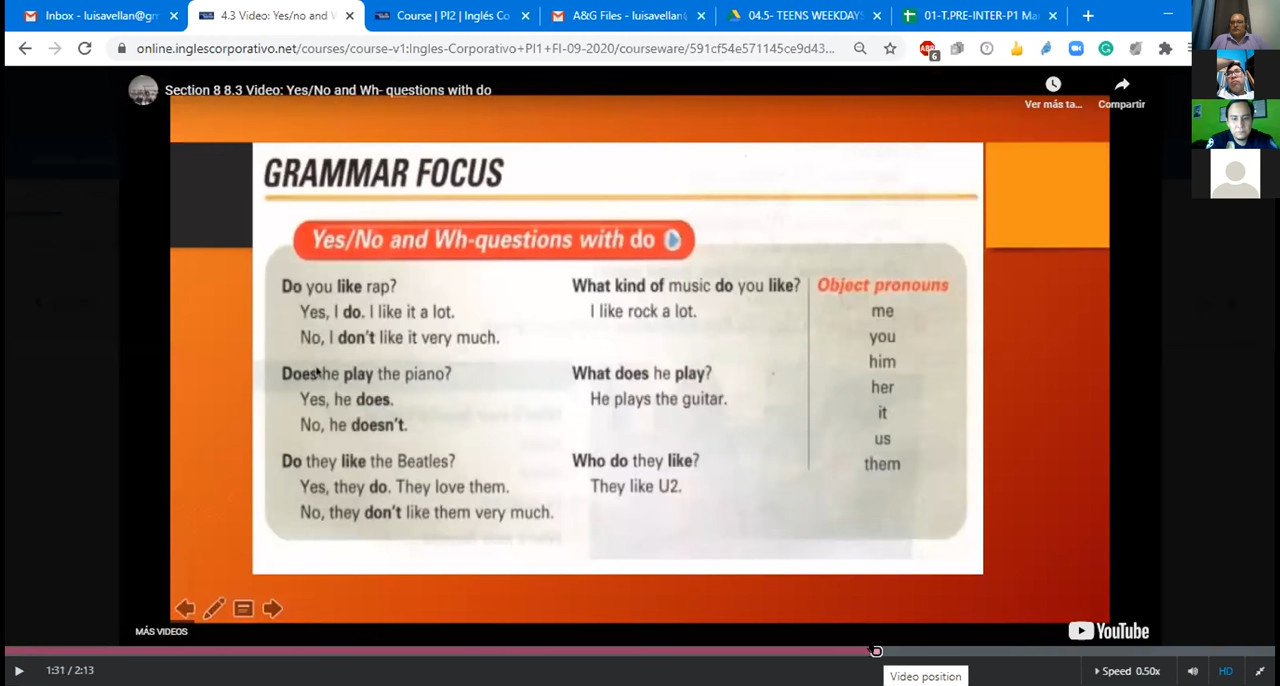 Inbox - luisavellan@gm
4.3 Video: Yes/no and W
Course | PI2 | Inglés Co
A&G Files - luisavellan@
04.5- TEENS WEEKDAYS
01-T.PRE-INTER-P1 Ma
online.inglescorporativo.net/courses/course-v1:Ingles-Corporativo+PI1+FI-09-2020/courseware/591cf54e571145ce9d43...
ABP
6
Section 8 8.3 Video: Yes/No and Wh- questions with do
Ver más ta...
Compartir
GRAMMAR FOCUS
Yes/No and Wh-questions with do
Do you like rap?
Yes, I do. I like it a lot.
No, I don't like it very much.
Does he play the piano?
Yes, he does.
No, he doesn't.
Do they like the Beatles?
Yes, they do. They love them.
No, they don't like them very much.
What kind of music do you like?
I like rock a lot.
What does he play?
He plays the guitar.
Who do they like?
They like U2.
Object pronouns
me
you
him
her
it
us
them
MÁS VIDEOS
YouTube
1:31 / 2:13
Video position
Speed 0.50x
HD